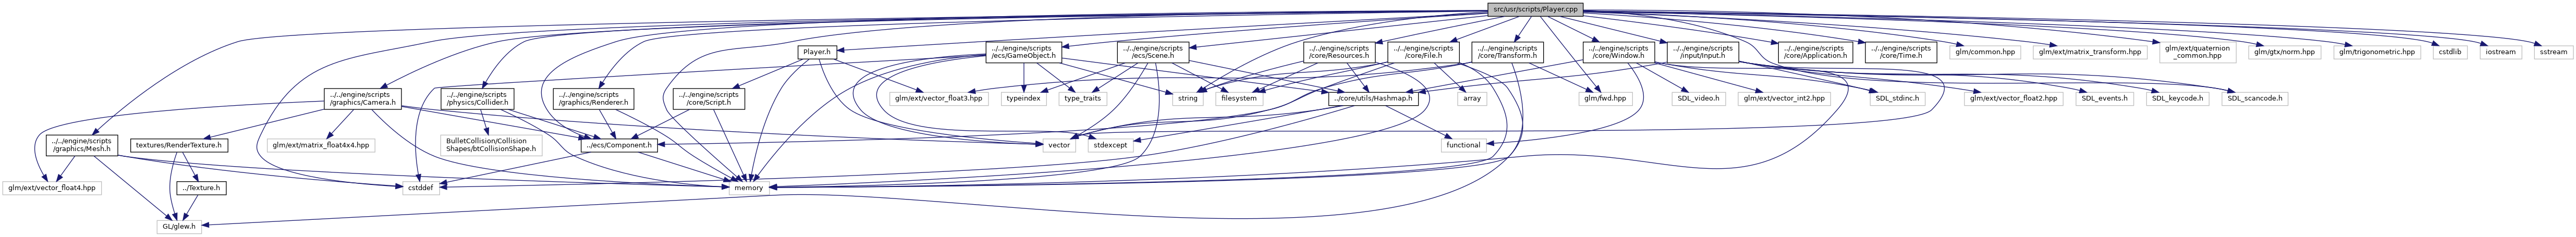 src/usr/scripts/Player.cpp
Player.h
../../engine/scripts
/ecs/GameObject.h
../../engine/scripts
/ecs/Scene.h
../../engine/scripts
/core/Resources.h
../../engine/scripts
/core/File.h
../../engine/scripts
/core/Transform.h
../../engine/scripts
/core/Window.h
../../engine/scripts
/input/Input.h
../../engine/scripts
/core/Application.h
../../engine/scripts
/core/Time.h
glm/common.hpp
glm/ext/matrix_transform.hpp
glm/ext/quaternion
_common.hpp
glm/gtx/norm.hpp
glm/trigonometric.hpp
cstdlib
iostream
sstream
../../engine/scripts
/graphics/Camera.h
../../engine/scripts
/physics/Collider.h
../../engine/scripts
/graphics/Renderer.h
../../engine/scripts
/core/Script.h
glm/ext/vector_float3.hpp
typeindex
type_traits
string
filesystem
../core/utils/Hashmap.h
array
glm/fwd.hpp
SDL_video.h
glm/ext/vector_int2.hpp
SDL_stdinc.h
glm/ext/vector_float2.hpp
SDL_events.h
SDL_keycode.h
SDL_scancode.h
../../engine/scripts
/graphics/Mesh.h
textures/RenderTexture.h
glm/ext/matrix_float4x4.hpp
BulletCollision/Collision
Shapes/btCollisionShape.h
../ecs/Component.h
vector
stdexcept
functional
glm/ext/vector_float4.hpp
../Texture.h
cstddef
memory
GL/glew.h